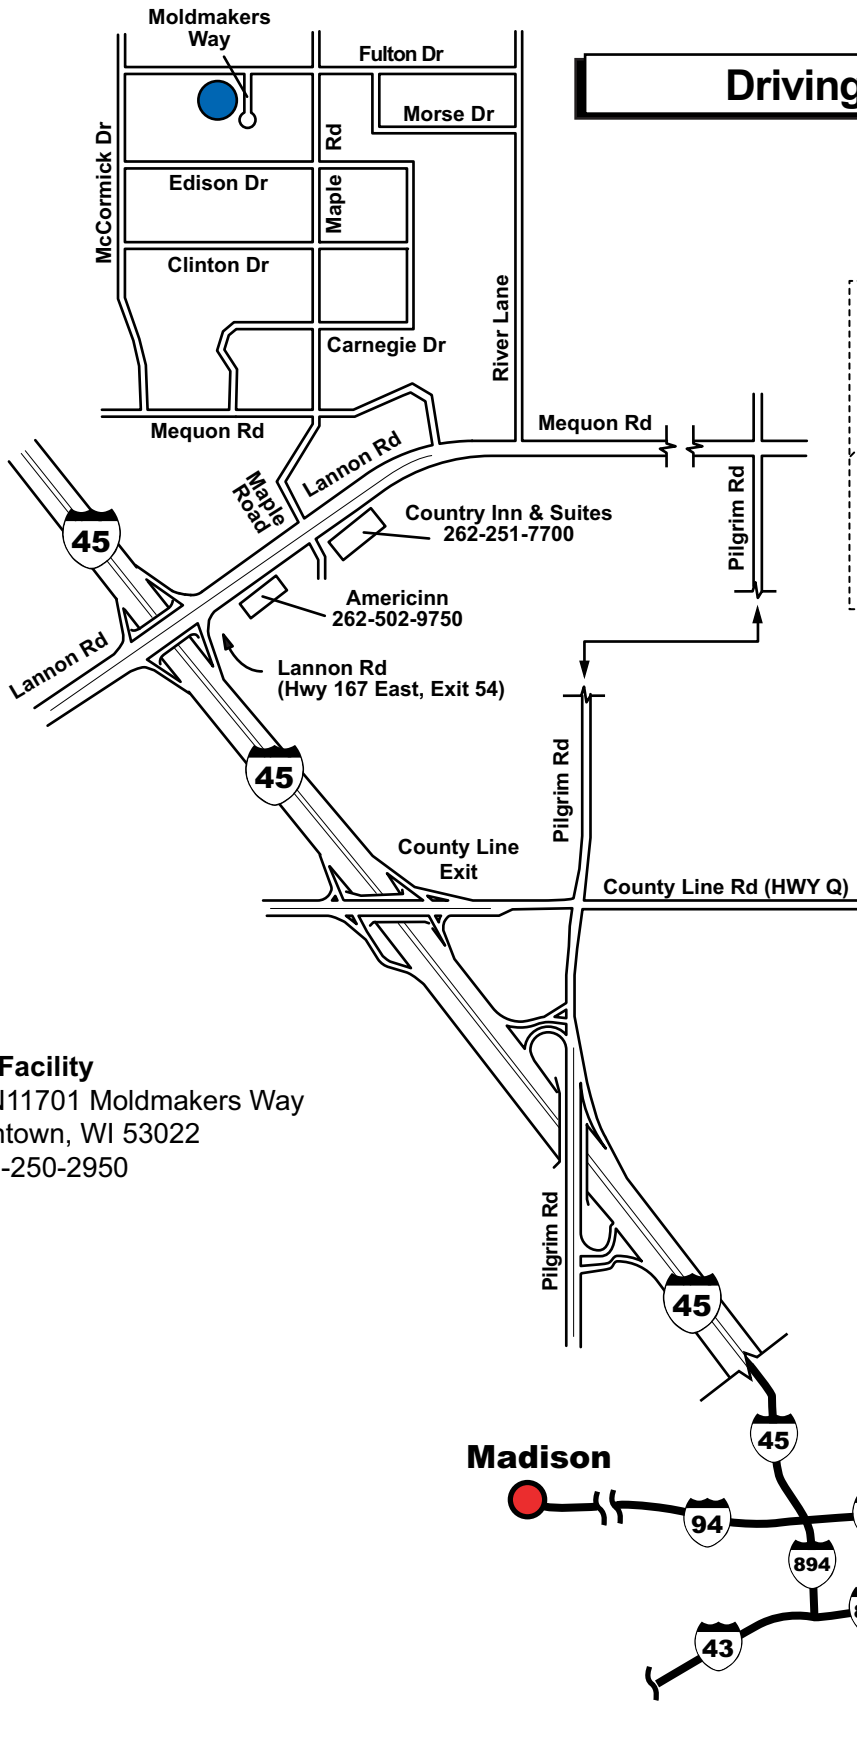 Moldmakers
Way
Fulton Dr
Driving
Morse Dr
McCormick Dr
Maple Rd
Edison Dr
Clinton Dr
River Lane
Carnegie Dr
Mequon Rd
Mequon Rd
Lannon Rd
Maple
Road
Pilgrim Rd
45
Country Inn & Suites
262-251-7700
Americinn
262-502-9750
Lannon Rd
Lannon Rd
(Hwy 167 East, Exit 54)
45
Pilgrim Rd
County Line
Exit
County Line Rd (HWY Q)
Facility
N11701 Moldmakers Way
ntown, WI 53022
-250-2950
Pilgrim Rd
45
45
Madison
94
894
43